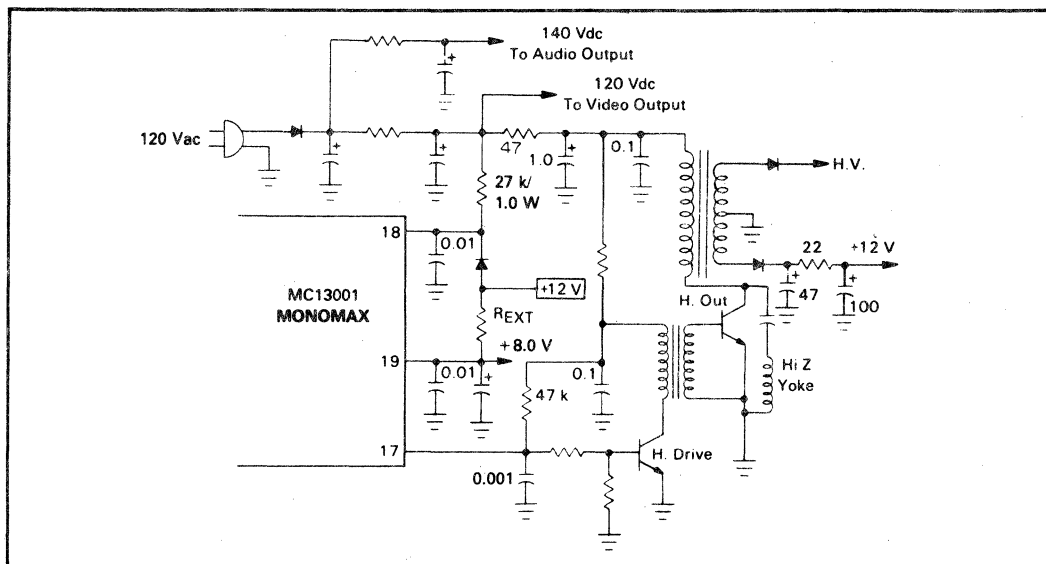 140 Vdc
To Audio Output
120 Vdc
To Video Output
120 Vac
47
1.0
0.1
H.V.
27 k/
1.0 W
18
0.01
22
+12 V
MC13001
MONOMAX
+12 V
H. Out
47
100
REXT
+8.0 V
19
0.01
0.1
Hi Z
Yoke
47 k
17
H. Drive
0.001